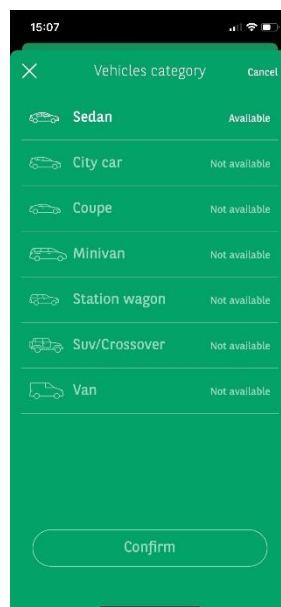 15:07
Vehicles category Cancel
Sedan Available
City car Not available
Coupe Not available
Minivan Not available
Station wagon Not available
Suv/Crossover Not available
Van Not available
Confirm